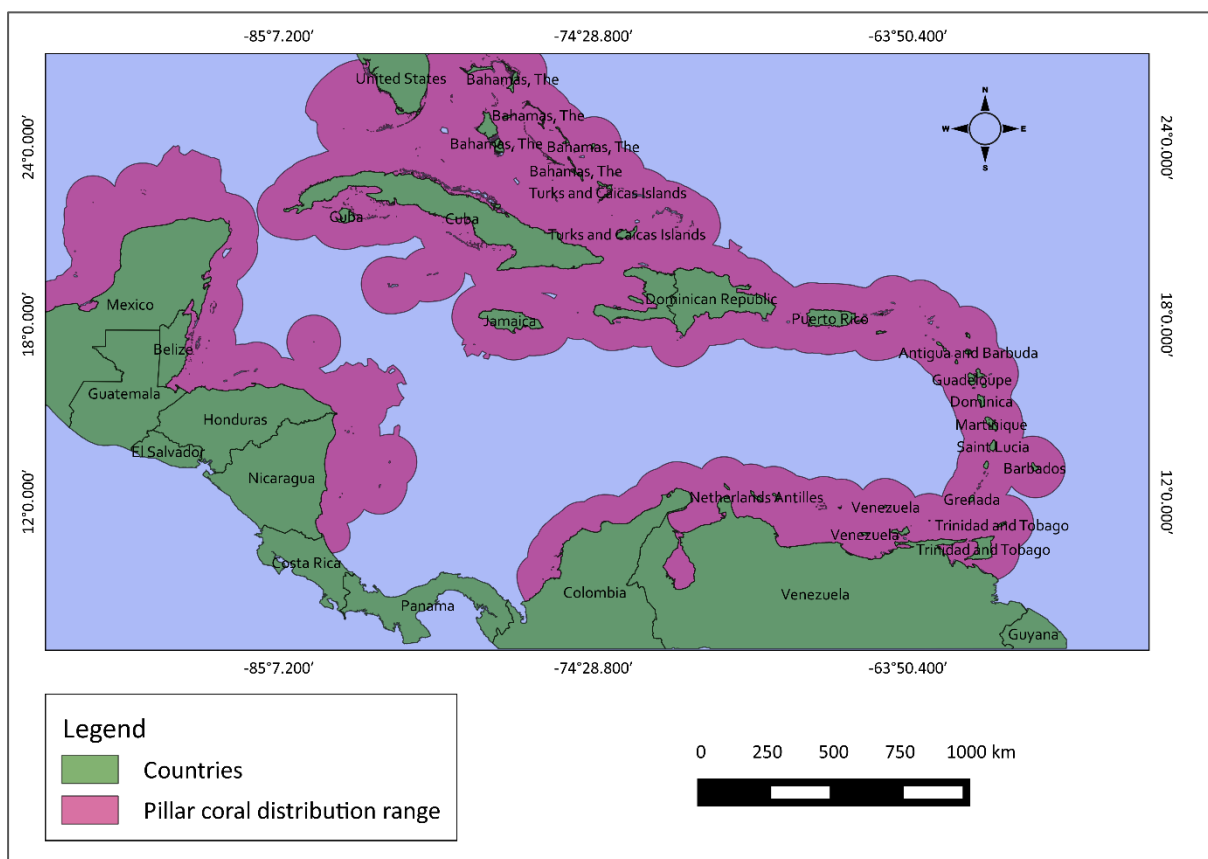 -85°7.200′
-74°28.800′
-63°50.400′
24°0.000′
18°0.000′
12°0.000′
24°0.000′
18°0.000′
12°0.000′
N
W
E
S
United States
Bahamas, The
Bahamas, The
Bahamas, The
Bahamas, The
Bahamas, The
Turks and Caicas Islands
Cuba
Cuba
Turks and Caicas Islands
Mexico
Dominican Republic
Jamaica
Puerto Rico
Belize
Antigua and Barbuda
Guadeloupe
Guatemala
Dominica
Honduras
Martinique
El Salvador
Saint Lucia
Barbados
Nicaragua
Netherlands Antilles
Venezuela
Grenada
Trinidad and Tobago
Venezuela
Trinidad and Tobago
Costa Rica
Panama
Colombia
Venezuela
Guyana
-85°7.200′
-74°28.800′
-63°50.400′
Legend
Countries
Pillar coral distribution range
0 250 500 750 1000 km